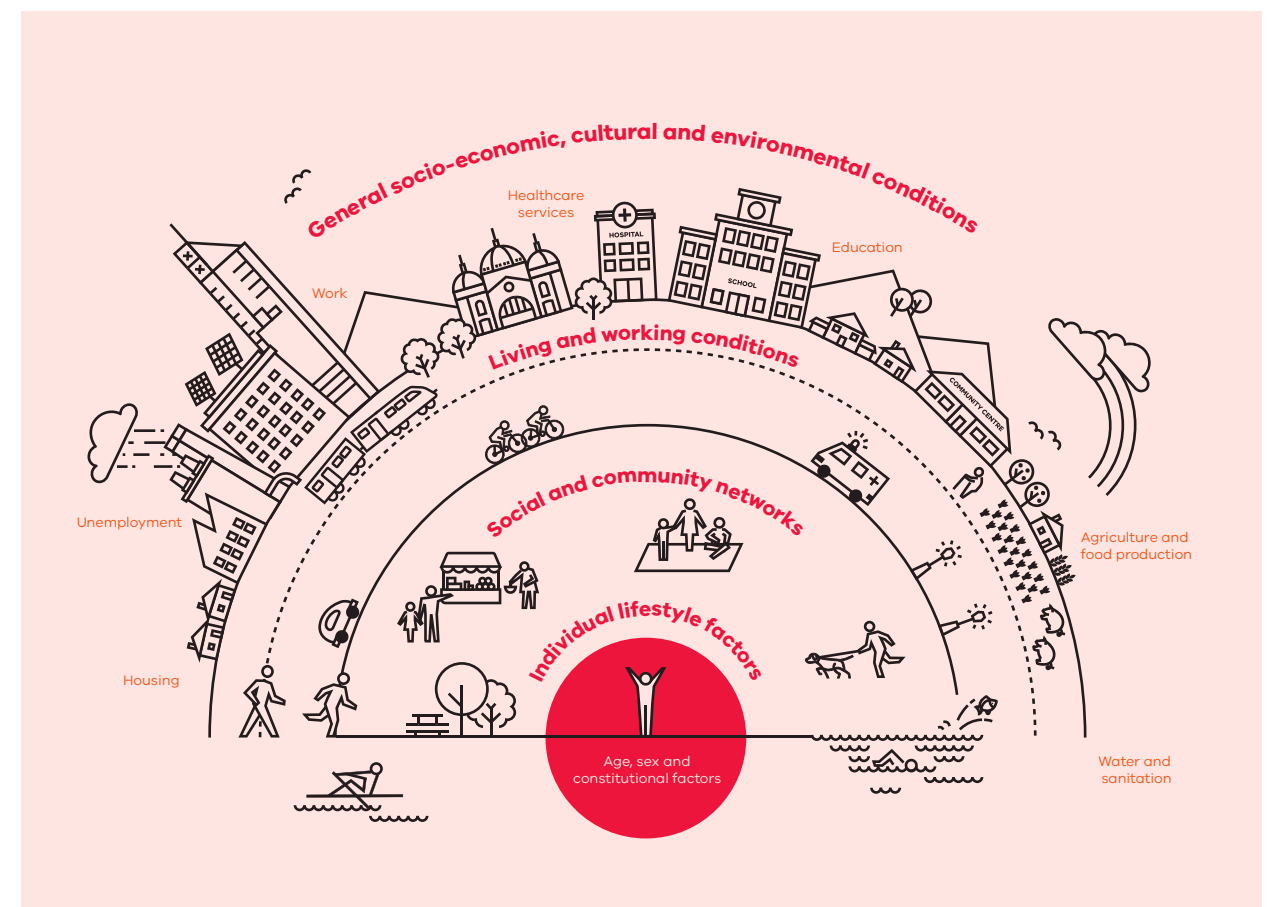 General socio-economic, cultural and environmental conditions
Healthcare
services
HOSPITAL
Education
SCHOOL
Work
Living and working conditions
COMMUNITY CENTRE
Social and community networks
Unemployment
Agriculture and
food production
Individual lifestyle factors
Housing
Age, sex and
constitutional factors
Water and
sanitation